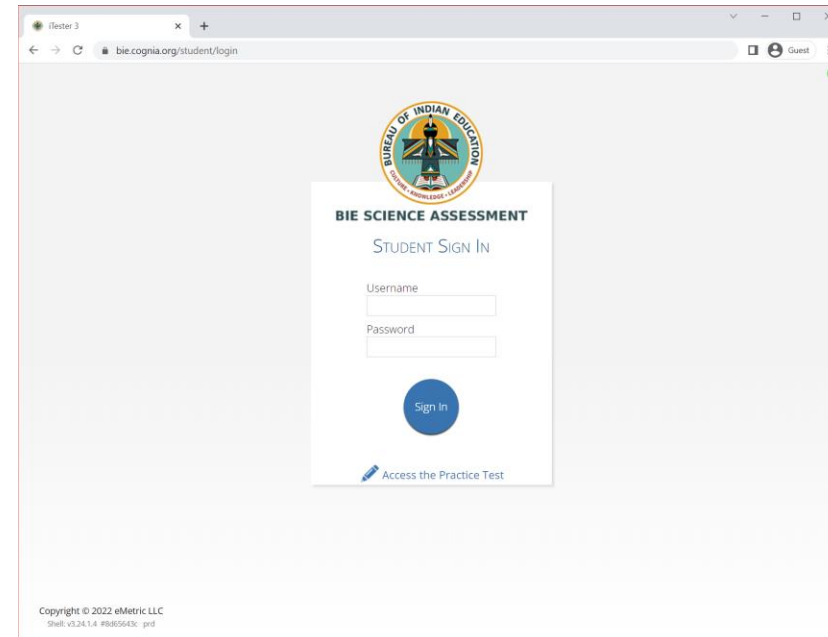 iTester 3
bie.cognia.org/student/login
Guest
BUREAU OF INDIAN EDUCATION
CULTURE • KNOWLEDGE • LEADERSHIP
BIE SCIENCE ASSESSMENT
STUDENT SIGN IN
Username
Password
Sign In
Access the Practice Test
Copyright © 2022 eMetric LLC
Shell: v3.24.1.4 #8d65643c prd